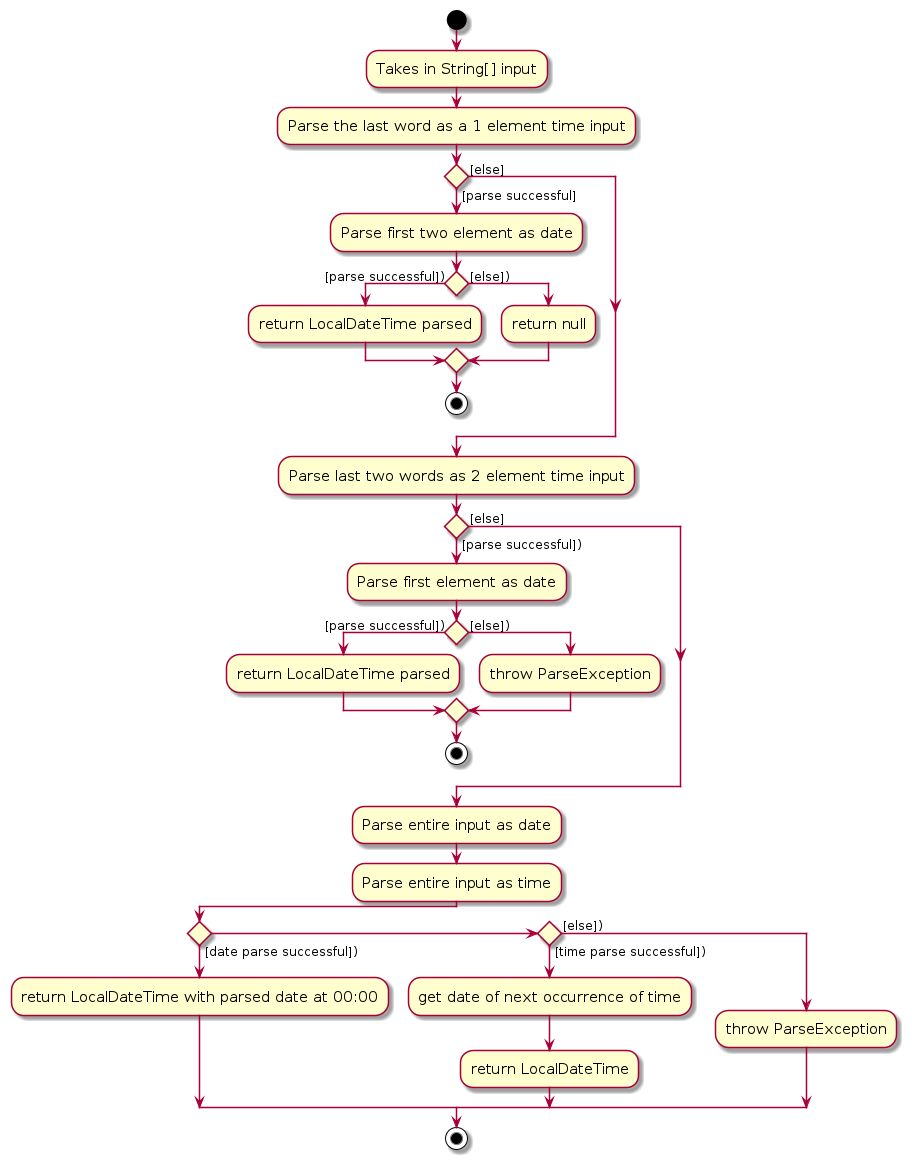 Takes in String[] input
Parse the last word as a 1 element time input
[else]
[parse successful]
Parse first two element as date
[parse successful])
[else])
return LocalDateTime parsed
return null
Parse last two words as 2 element time input
[else]
[parse successful])
Parse first element as date
[parse successful])
[else])
return LocalDateTime parsed
throw ParseException
Parse entire input as date
Parse entire input as time
[else])
[date parse successful])
[time parse successful])
return LocalDateTime with parsed date at 00:00
get date of next occurrence of time
throw ParseException
return LocalDateTime